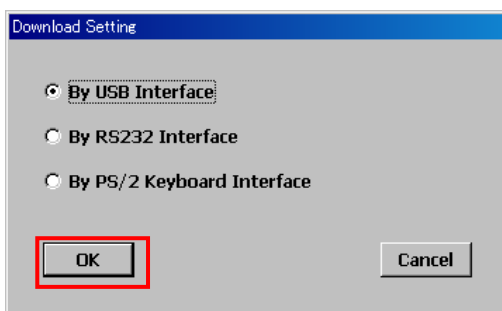 Download Setting
By USB Interface
By RS232 Interface
By PS/2 Keyboard Interface
OK
Cancel